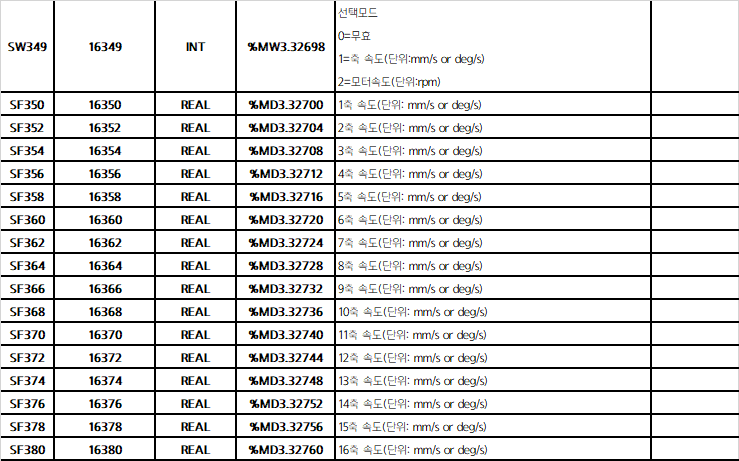 선택모드
0=무효
SW349 16349 INT %MW3.32698 1=축 속도(단위:mm/s or deg/s)
2=모터속도(단위:rpm)
SF350 16350 REAL %MD3.32700 1축 속도(단위: mm/s or deg/s)
SF352 16352 REAL %MD3.32704 2축 속도(단위: mm/s or deg/s)
SF354 16354 REAL %MD3.32708 3축 속도(단위: mm/s or deg/s)
SF356 16356 REAL %MD3.32712 4축 속도(단위: mm/s or deg/s)
SF358 16358 REAL %MD3.32716 5축 속도(단위: mm/s or deg/s)
SF360 16360 REAL %MD3.32720 6축 속도(단위: mm/s or deg/s)
SF362 16362 REAL %MD3.32724 7축 속도(단위: mm/s or deg/s)
SF364 16364 REAL %MD3.32728 8축 속도(단위: mm/s or deg/s)
SF366 16366 REAL %MD3.32732 9축 속도(단위: mm/s or deg/s)
SF368 16368 REAL %MD3.32736 10축 속도(단위: mm/s or deg/s)
SF370 16370 REAL %MD3.32740 11축 속도(단위: mm/s or deg/s)
SF372 16372 REAL %MD3.32744 12축 속도(단위: mm/s or deg/s)
SF374 16374 REAL %MD3.32748 13축 속도(단위: mm/s or deg/s)
SF376 16376 REAL %MD3.32752 14축 속도(단위: mm/s or deg/s)
SF378 16378 REAL %MD3.32756 15축 속도(단위: mm/s or deg/s)
SF380 16380 REAL %MD3.32760 16축 속도(단위: mm/s or deg/s)